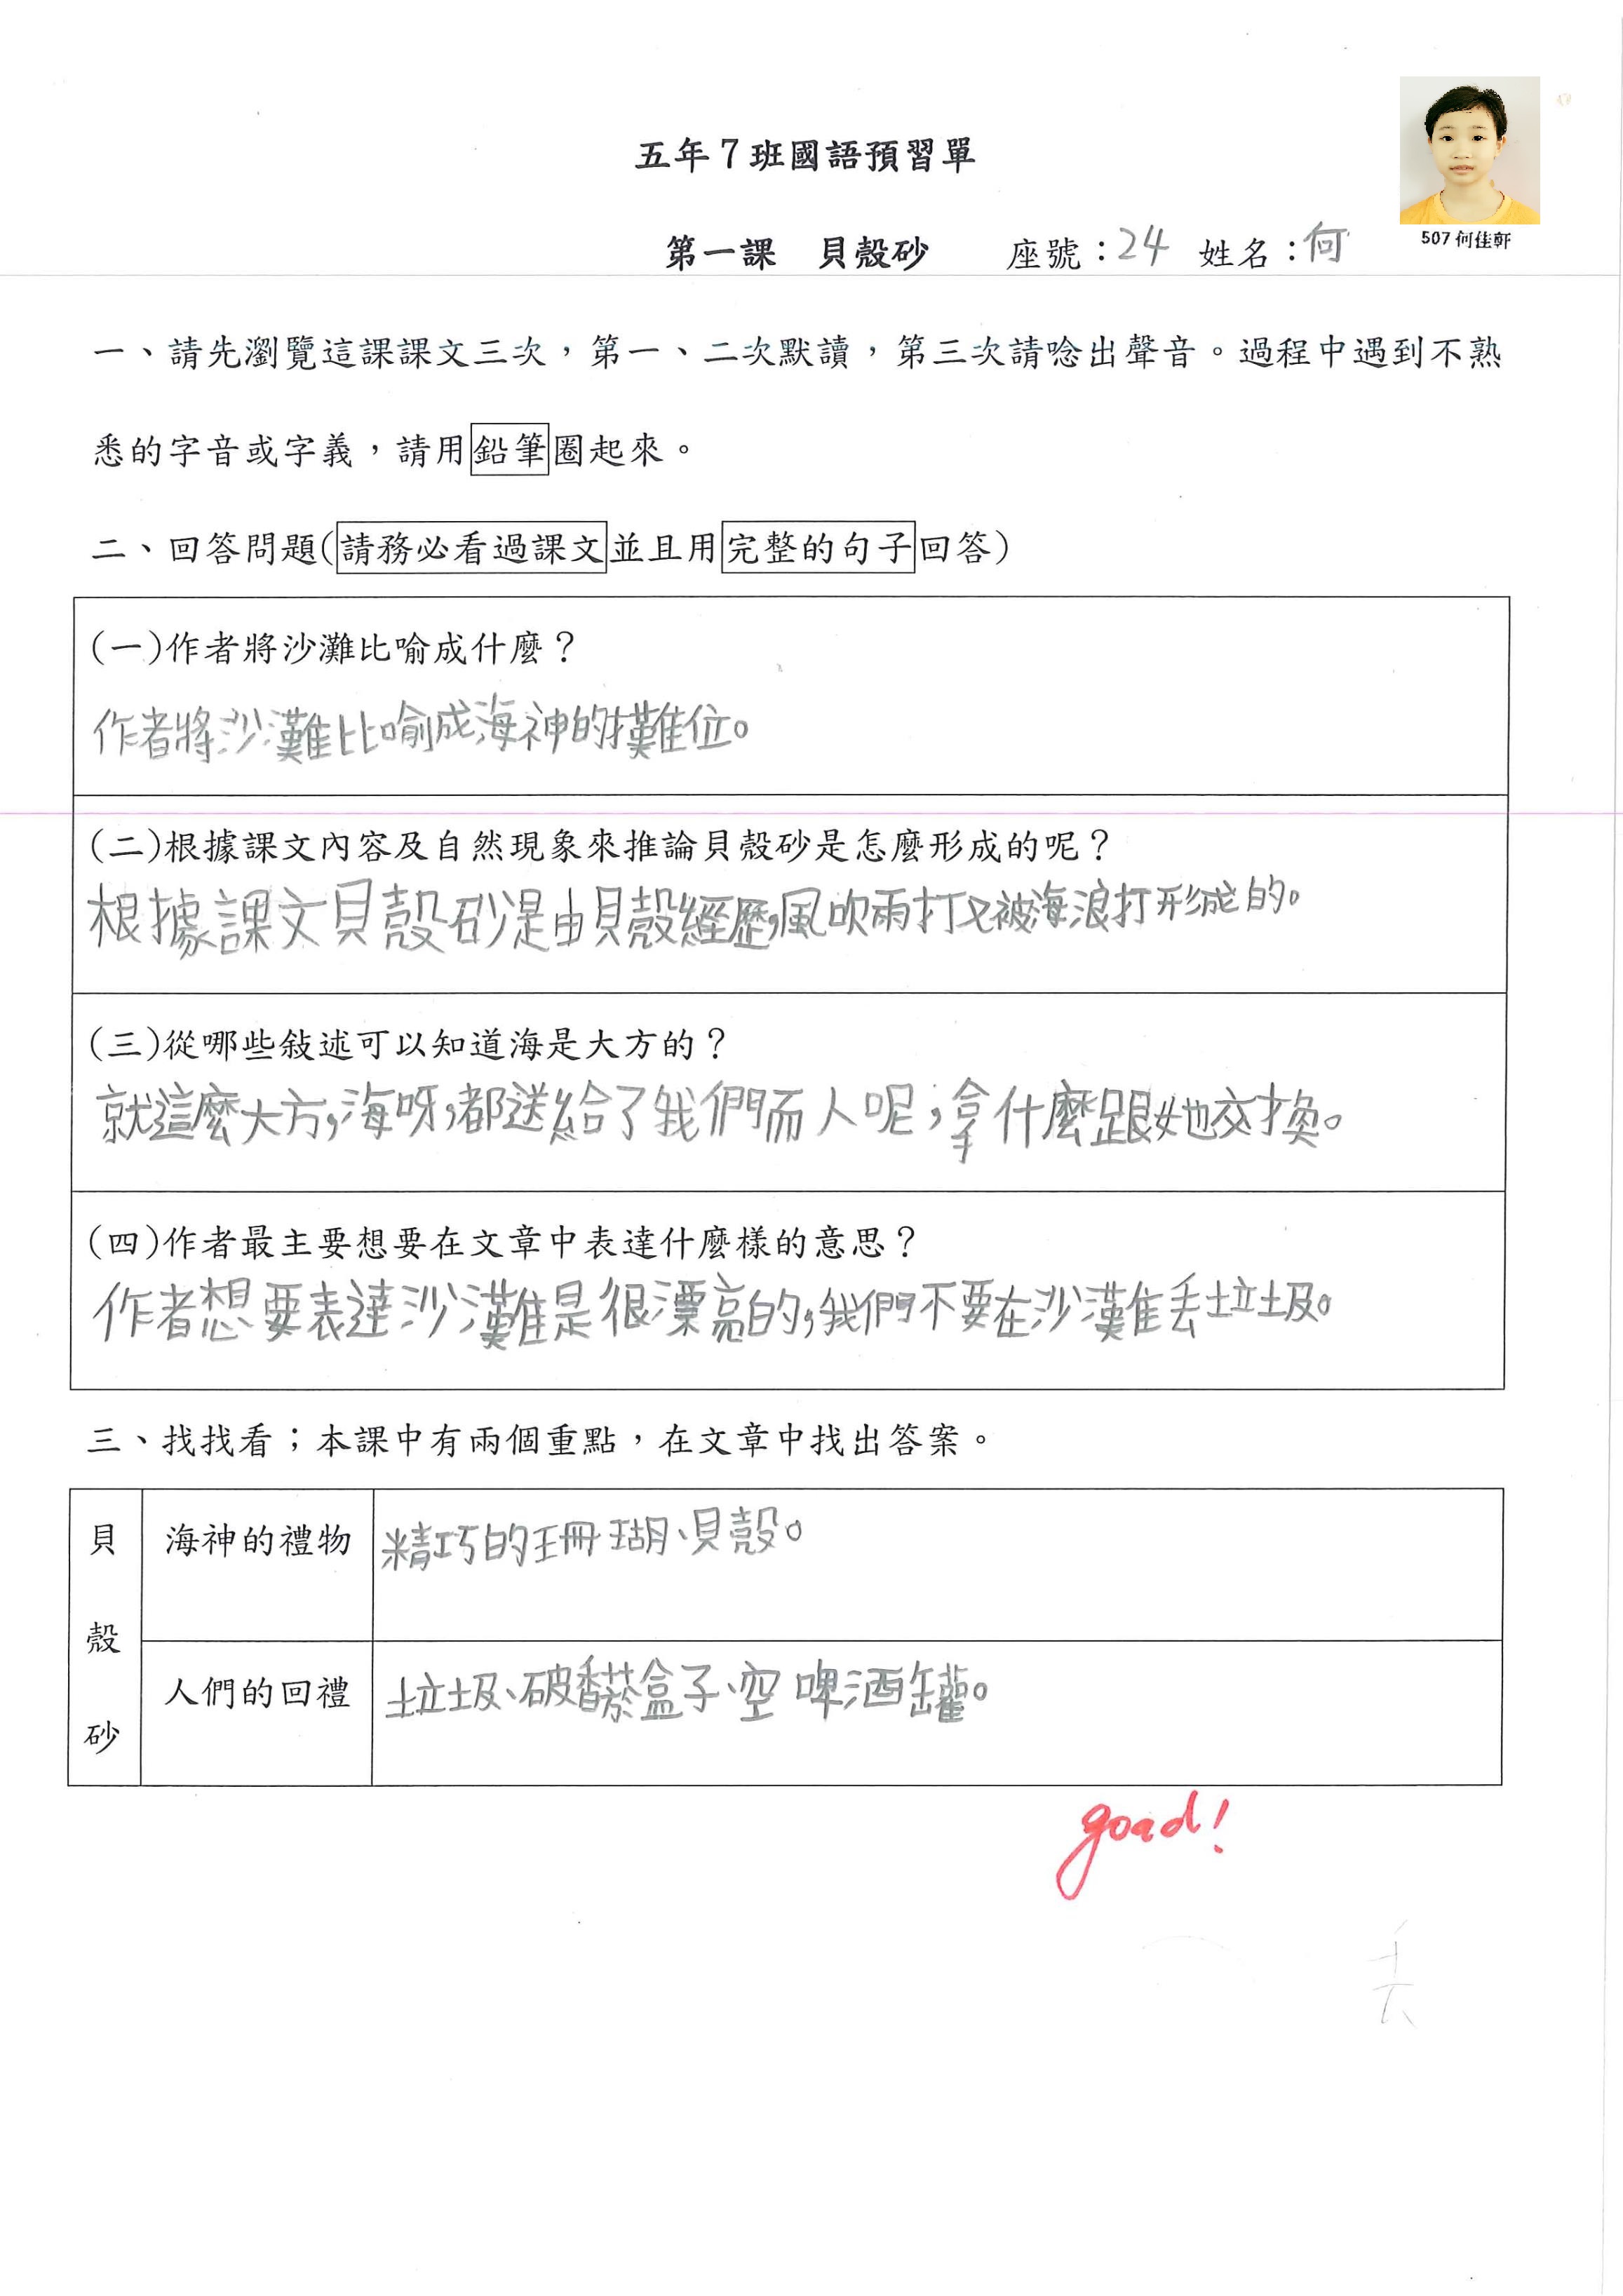 五年7班國語預習單
507何佳軒
第一課 貝殼砂 座號：24 姓名：何
一、請先瀏覽這課課文三次，第一、二次默讀，第三次請唸出聲音。過程中遇到不熟
悉的字音或字義，請用鉛筆圈起來。
二、回答問題(請務必看過課文並且用完整的句子回答)
(一)作者將沙灘比喻成什麼？
作者將沙灘比喻成海神的攤位。
(二)根據課文內容及自然現象來推論貝殼砂是怎麼形成的呢？
根據課文貝殼砂是由貝殼經歷,風吹雨打又被海浪打形成的。
(三)從哪些敍述可以知道海是大方的？
就這麼大方,海呀,都送給了我們而人呢,拿什麼跟她交換。
(四)作者最主要想要在文章中表達什麼樣的意思？
作者想要表達沙灘是很漂亮的,我們不要在沙灘丟垃圾。
三、找找看；本課中有兩個重點，在文章中找出答案。
貝殼砂
海神的禮物 精巧的珊瑚、貝殼。
人們的回禮 垃圾、破香菸盒子、空啤酒罐。
good!
丟